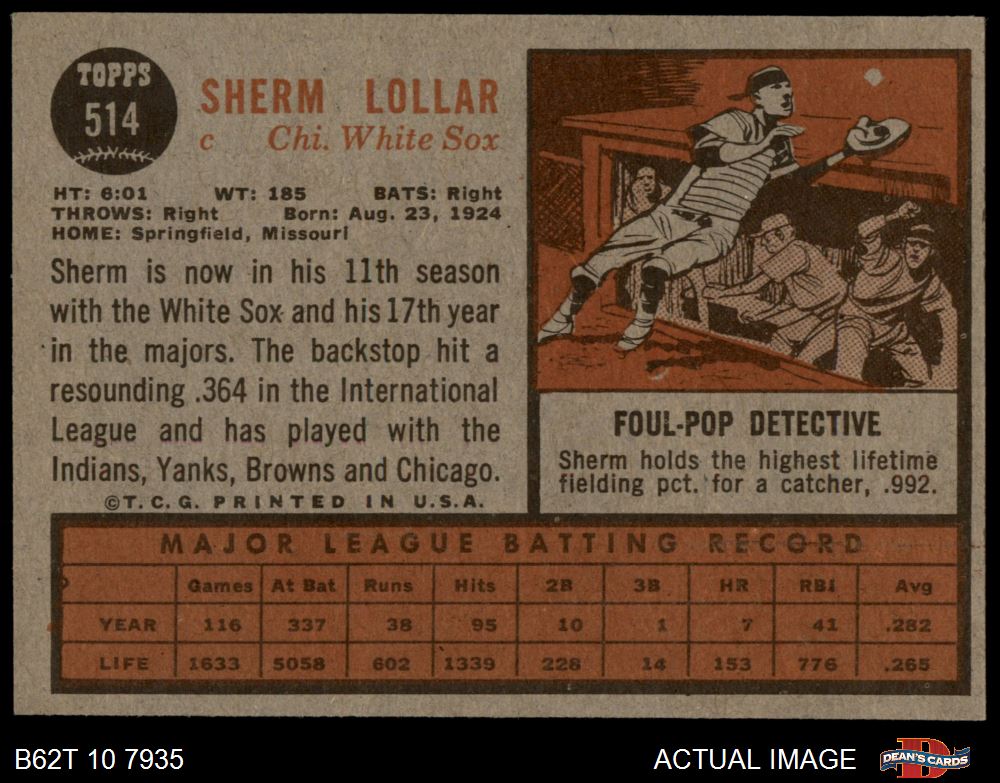 TOPPS
514
SHERM LOLLAR
c Chi. White Sox
HT: 6:01 WT: 185 BATS: Right
THROWS: Right Born: Aug. 23, 1924
HOME: Springfield, Missouri
Sherm is now in his 11th season
with the White Sox and his 17th year
in the majors. The backstop hit a
resounding .364 in the International
League and has played with the
Indians, Yanks, Browns and Chicago.
©T.C.G. PRINTED IN U.S.A.
FOUL-POP DETECTIVE
Sherm holds the highest lifetime
fielding pct. for a catcher, .992.
MAJOR LEAGUE BATTING RECORD
Games At Bat Runs Hits 2B 3B HR RBI Avg
YEAR 116 337 38 95 10 1 7 41 .282
LIFE 1633 5058 602 1339 228 14 153 776 .265
B62T 10 7935
ACTUAL IMAGE
DEAN'S CARDS